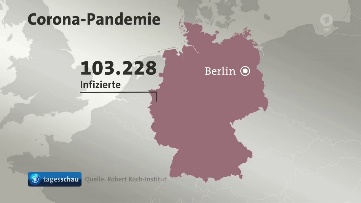 Corona-Pandemie
103.228
Infizierte
Berlin
tagesschau
Quelle: Robert Koch-Institut